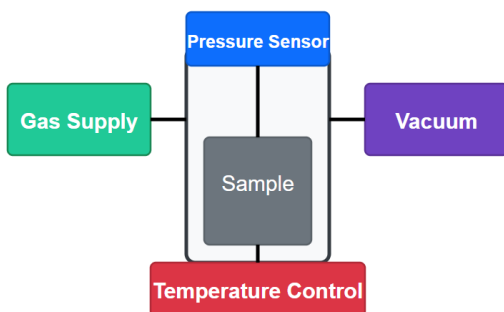 Pressure Sensor
Gas Supply
Vacuum
Sample
Temperature Control